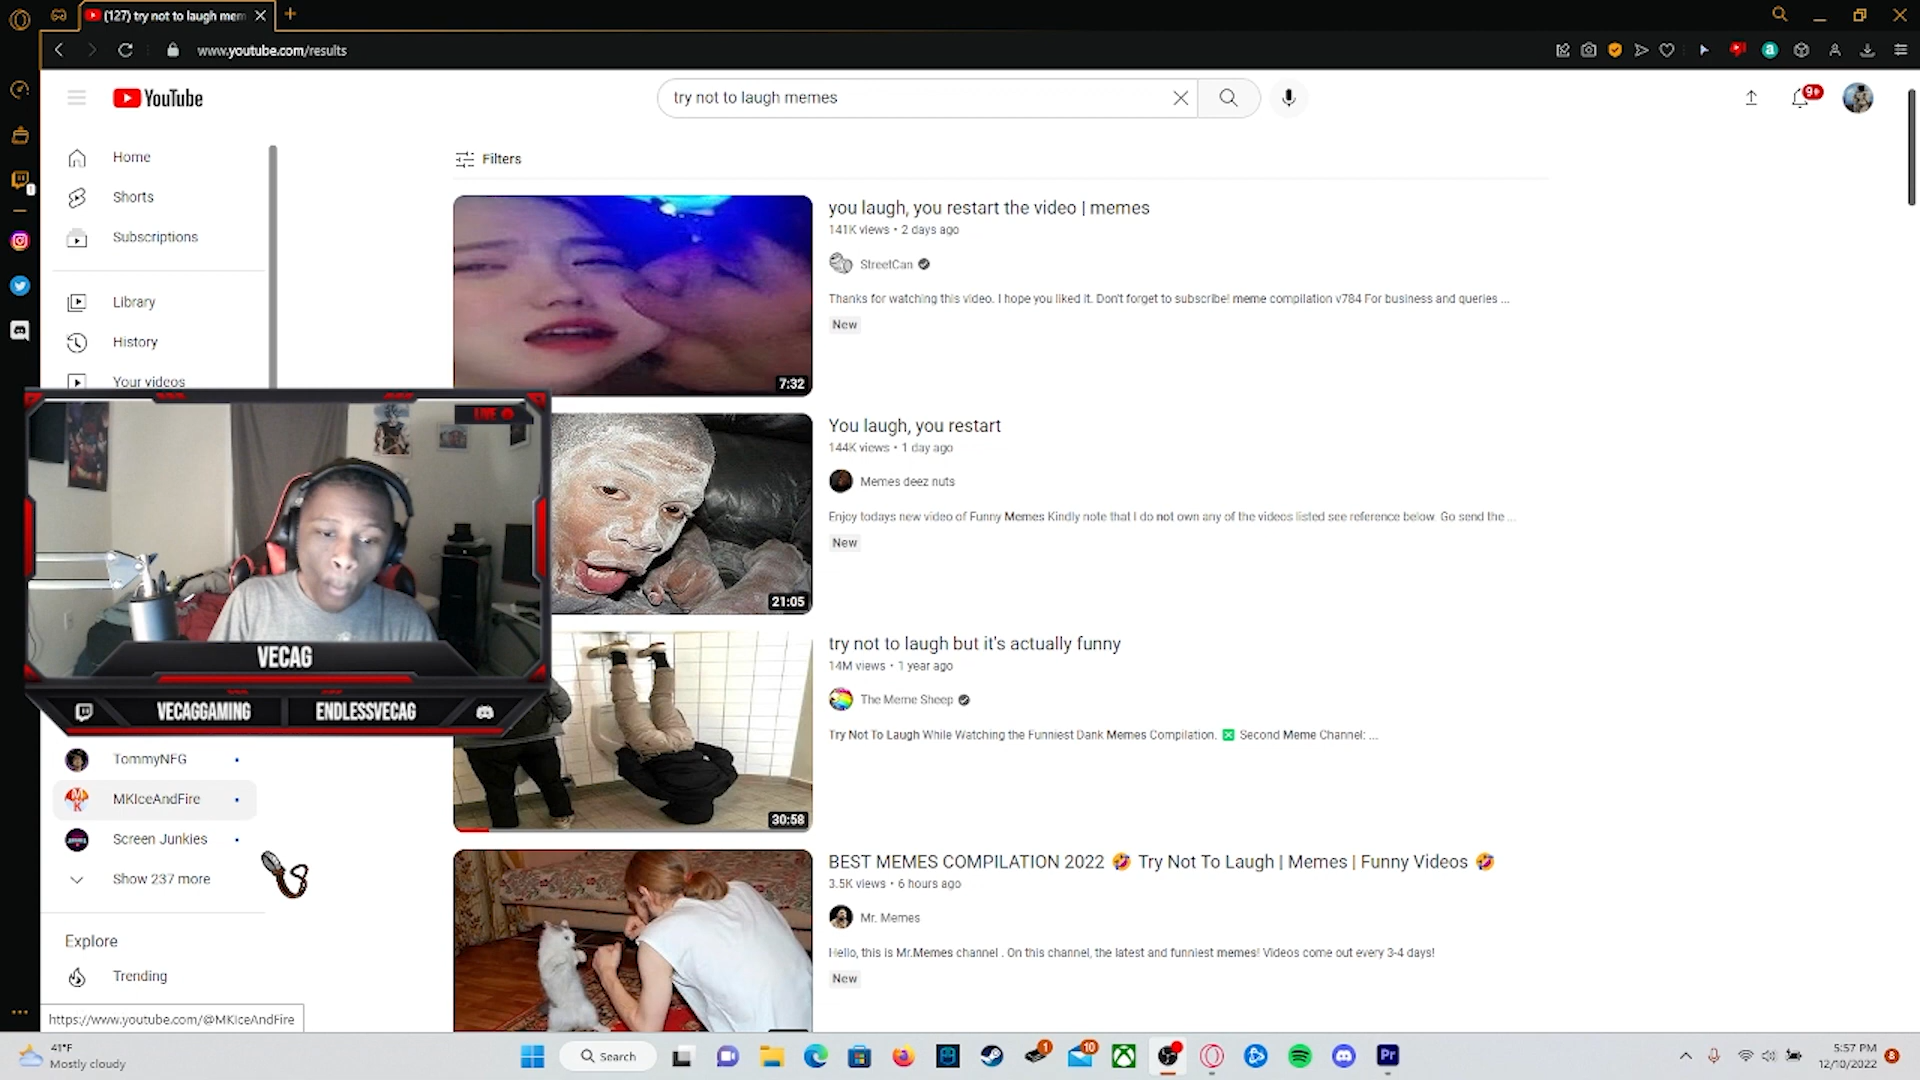 (127) try not to laugh mem
www.youtube.com/results
YouTube
try not to laugh memes
9+
Home
Shorts
Subscriptions
Library
History
Your videos
Filters
you laugh, you restart the video | memes
141K views • 2 days ago
StreetCan
Thanks for watching this video. I hope you liked it. Don't forget to subscribe! meme compilation v784 For business and queries ...
New
7:32
You laugh, you restart
144K views • 1 day ago
Memes deez nuts
Enjoy todays new video of Funny Memes Kindly note that I do not own any of the videos listed see reference below. Go send the ...
New
21:05
LIVE
VECAG
VECAGGAMING
ENDLESSVECAG
try not to laugh but it's actually funny
14M views • 1 year ago
The Meme Sheep
Try Not To Laugh While Watching the Funniest Dank Memes Compilation. ❎ Second Meme Channel: ...
30:58
TommyNFG
MKIceAndFire
Screen Junkies
Show 237 more
Explore
Trending
BEST MEMES COMPILATION 2022 🤣 Try Not To Laugh | Memes | Funny Videos 🤣
3.5K views • 6 hours ago
Mr. Memes
Hello, this is Mr.Memes channel . On this channel, the latest and funniest memes! Videos come out every 3-4 days!
New
https://www.youtube.com/@MKIceAndFire
41°F
Mostly cloudy
Search
1
10
Pr
5:57 PM
12/10/2022
8